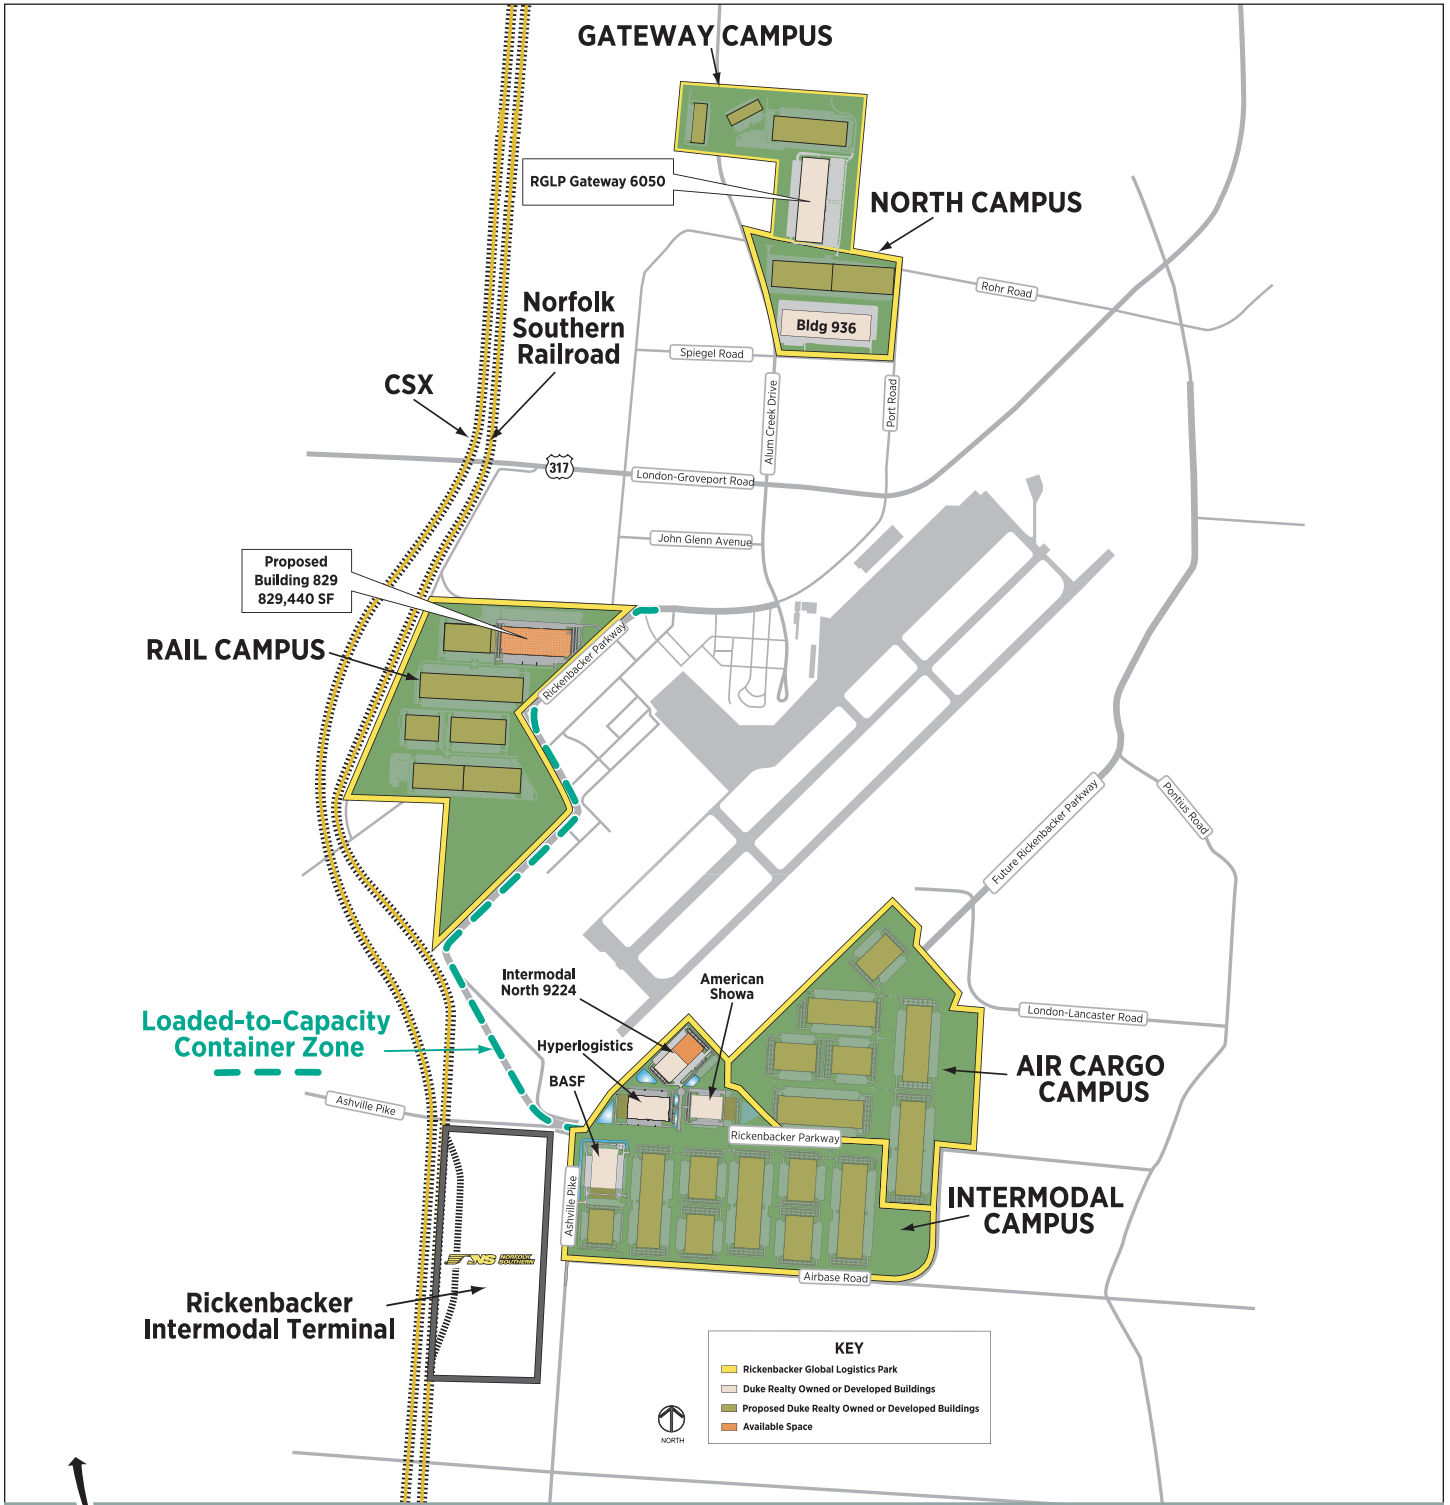 GATEWAY CAMPUS
RGLP Gateway 6050
NORTH CAMPUS
Rohr Road
Norfolk
Southern
Railroad
Bldg 936
Spiegel Road
CSX
Alum Creek Drive
Port Road
317
London-Groveport Road
John Glenn Avenue
Proposed
Building 829
829,440 SF
RAIL CAMPUS
Rickenbacker Parkway
Future Rickenbacker Parkway
Pontius Road
Intermodal
North 9224
American
Showa
Loaded-to-Capacity
Container Zone
London-Lancaster Road
Hyperlogistics
BASF
AIR CARGO
CAMPUS
Ashville Pike
Rickenbacker Parkway
Ashville Pike
INTERMODAL
CAMPUS
NS NORFOLK
SOUTHERN
Airbase Road
Rickenbacker
Intermodal Terminal
KEY
Rickenbacker Global Logistics Park
Duke Realty Owned or Developed Buildings
Proposed Duke Realty Owned or Developed Buildings
Available Space
NORTH